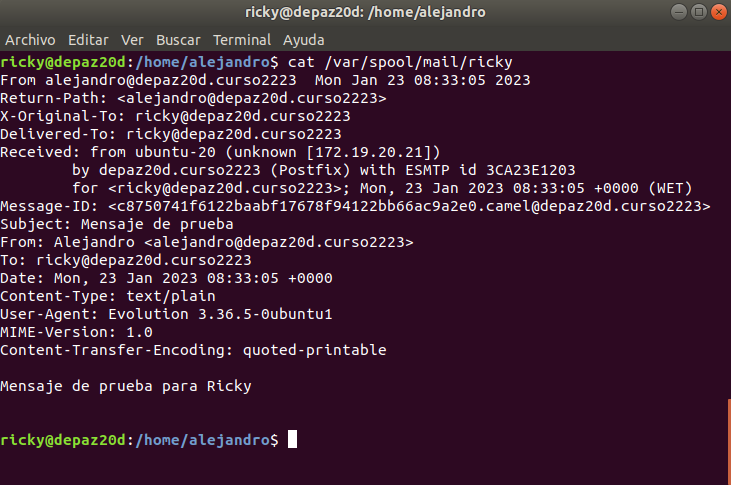 ricky@depaz20d: /home/alejandro
Archivo Editar Ver Buscar Terminal Ayuda
ricky@depaz20d:/home/alejandro$ cat /var/spool/mail/ricky
From alejandro@depaz20d.curso2223  Mon Jan 23 08:33:05 2023
Return-Path: <alejandro@depaz20d.curso2223>
X-Original-To: ricky@depaz20d.curso2223
Delivered-To: ricky@depaz20d.curso2223
Received: from ubuntu-20 (unknown [172.19.20.21])
        by depaz20d.curso2223 (Postfix) with ESMTP id 3CA23E1203
        for <ricky@depaz20d.curso2223>; Mon, 23 Jan 2023 08:33:05 +0000 (WET)
Message-ID: <c8750741f6122baabf17678f94122bb66ac9a2e0.camel@depaz20d.curso2223>
Subject: Mensaje de prueba
From: Alejandro <alejandro@depaz20d.curso2223>
To: ricky@depaz20d.curso2223
Date: Mon, 23 Jan 2023 08:33:05 +0000
Content-Type: text/plain
User-Agent: Evolution 3.36.5-0ubuntu1
MIME-Version: 1.0
Content-Transfer-Encoding: quoted-printable

Mensaje de prueba para Ricky

ricky@depaz20d:/home/alejandro$